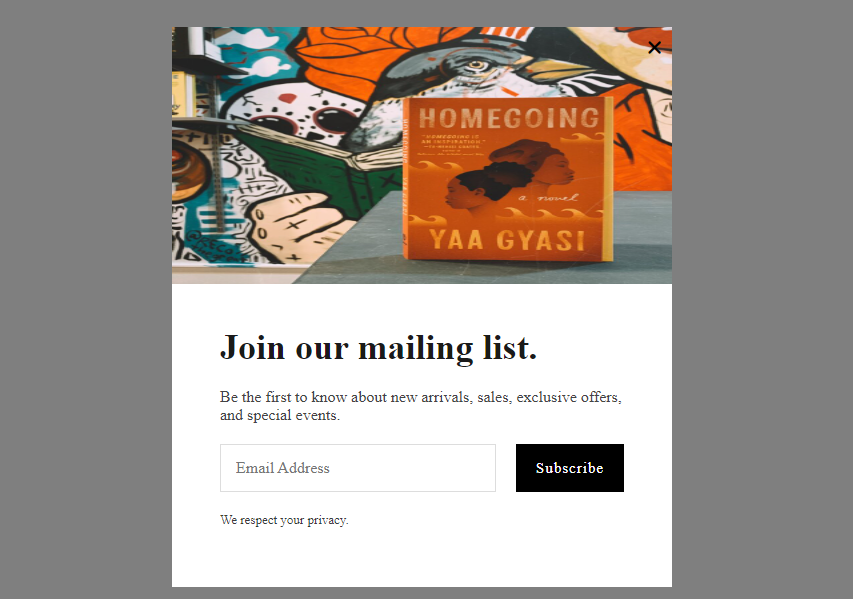 HOMEGOING
"HOMEGOING IS
AN INSPIRATION."
a novel
YAA GYASI
Join our mailing list.
Be the first to know about new arrivals, sales, exclusive offers,
and special events.
Email Address
Subscribe
We respect your privacy.